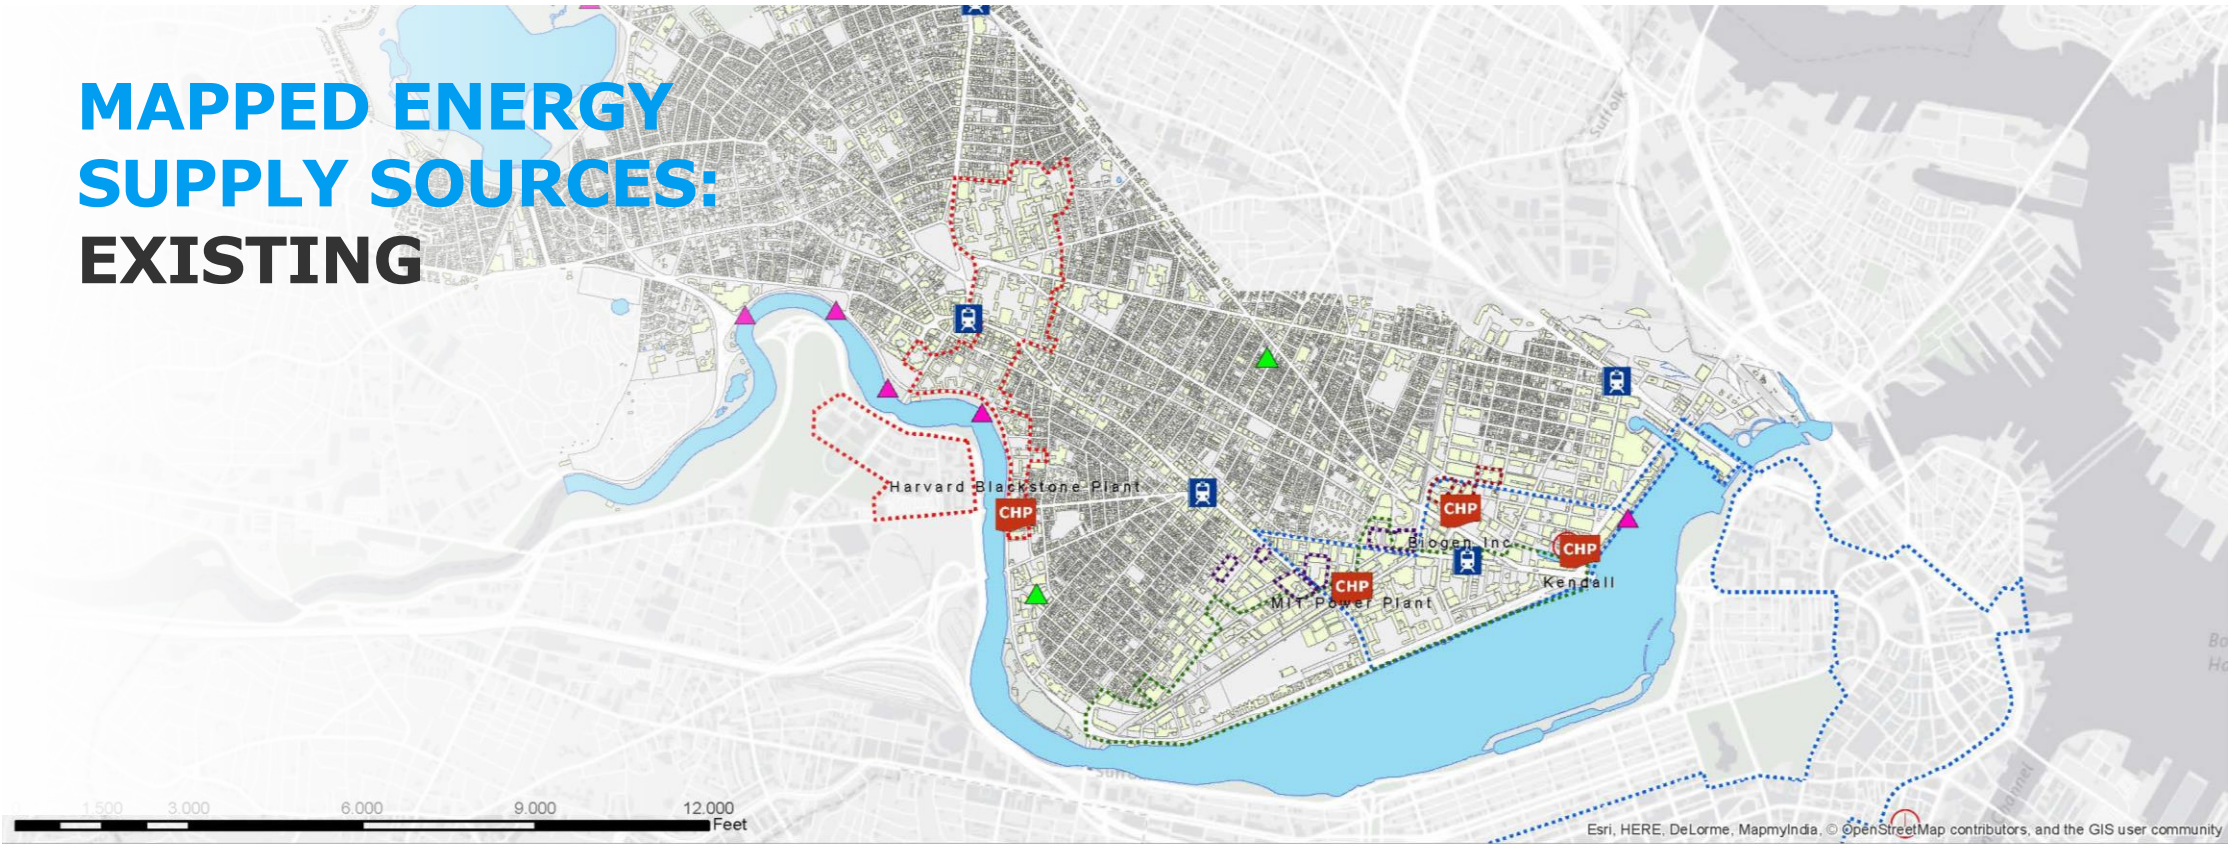 MAPPED ENERGY
SUPPLY SOURCES:
EXISTING
Suffolk
Harvard Blackstone Plant
CHP
CHP
Biogen Inc
CHP
Kendall
CHP
MIT Power Plant
1.500 3.000 6.000 9.000 12.000
Feet
Channel
Esri, HERE, DeLorme, MapmyIndia, © OpenStreetMap contributors, and the GIS user community